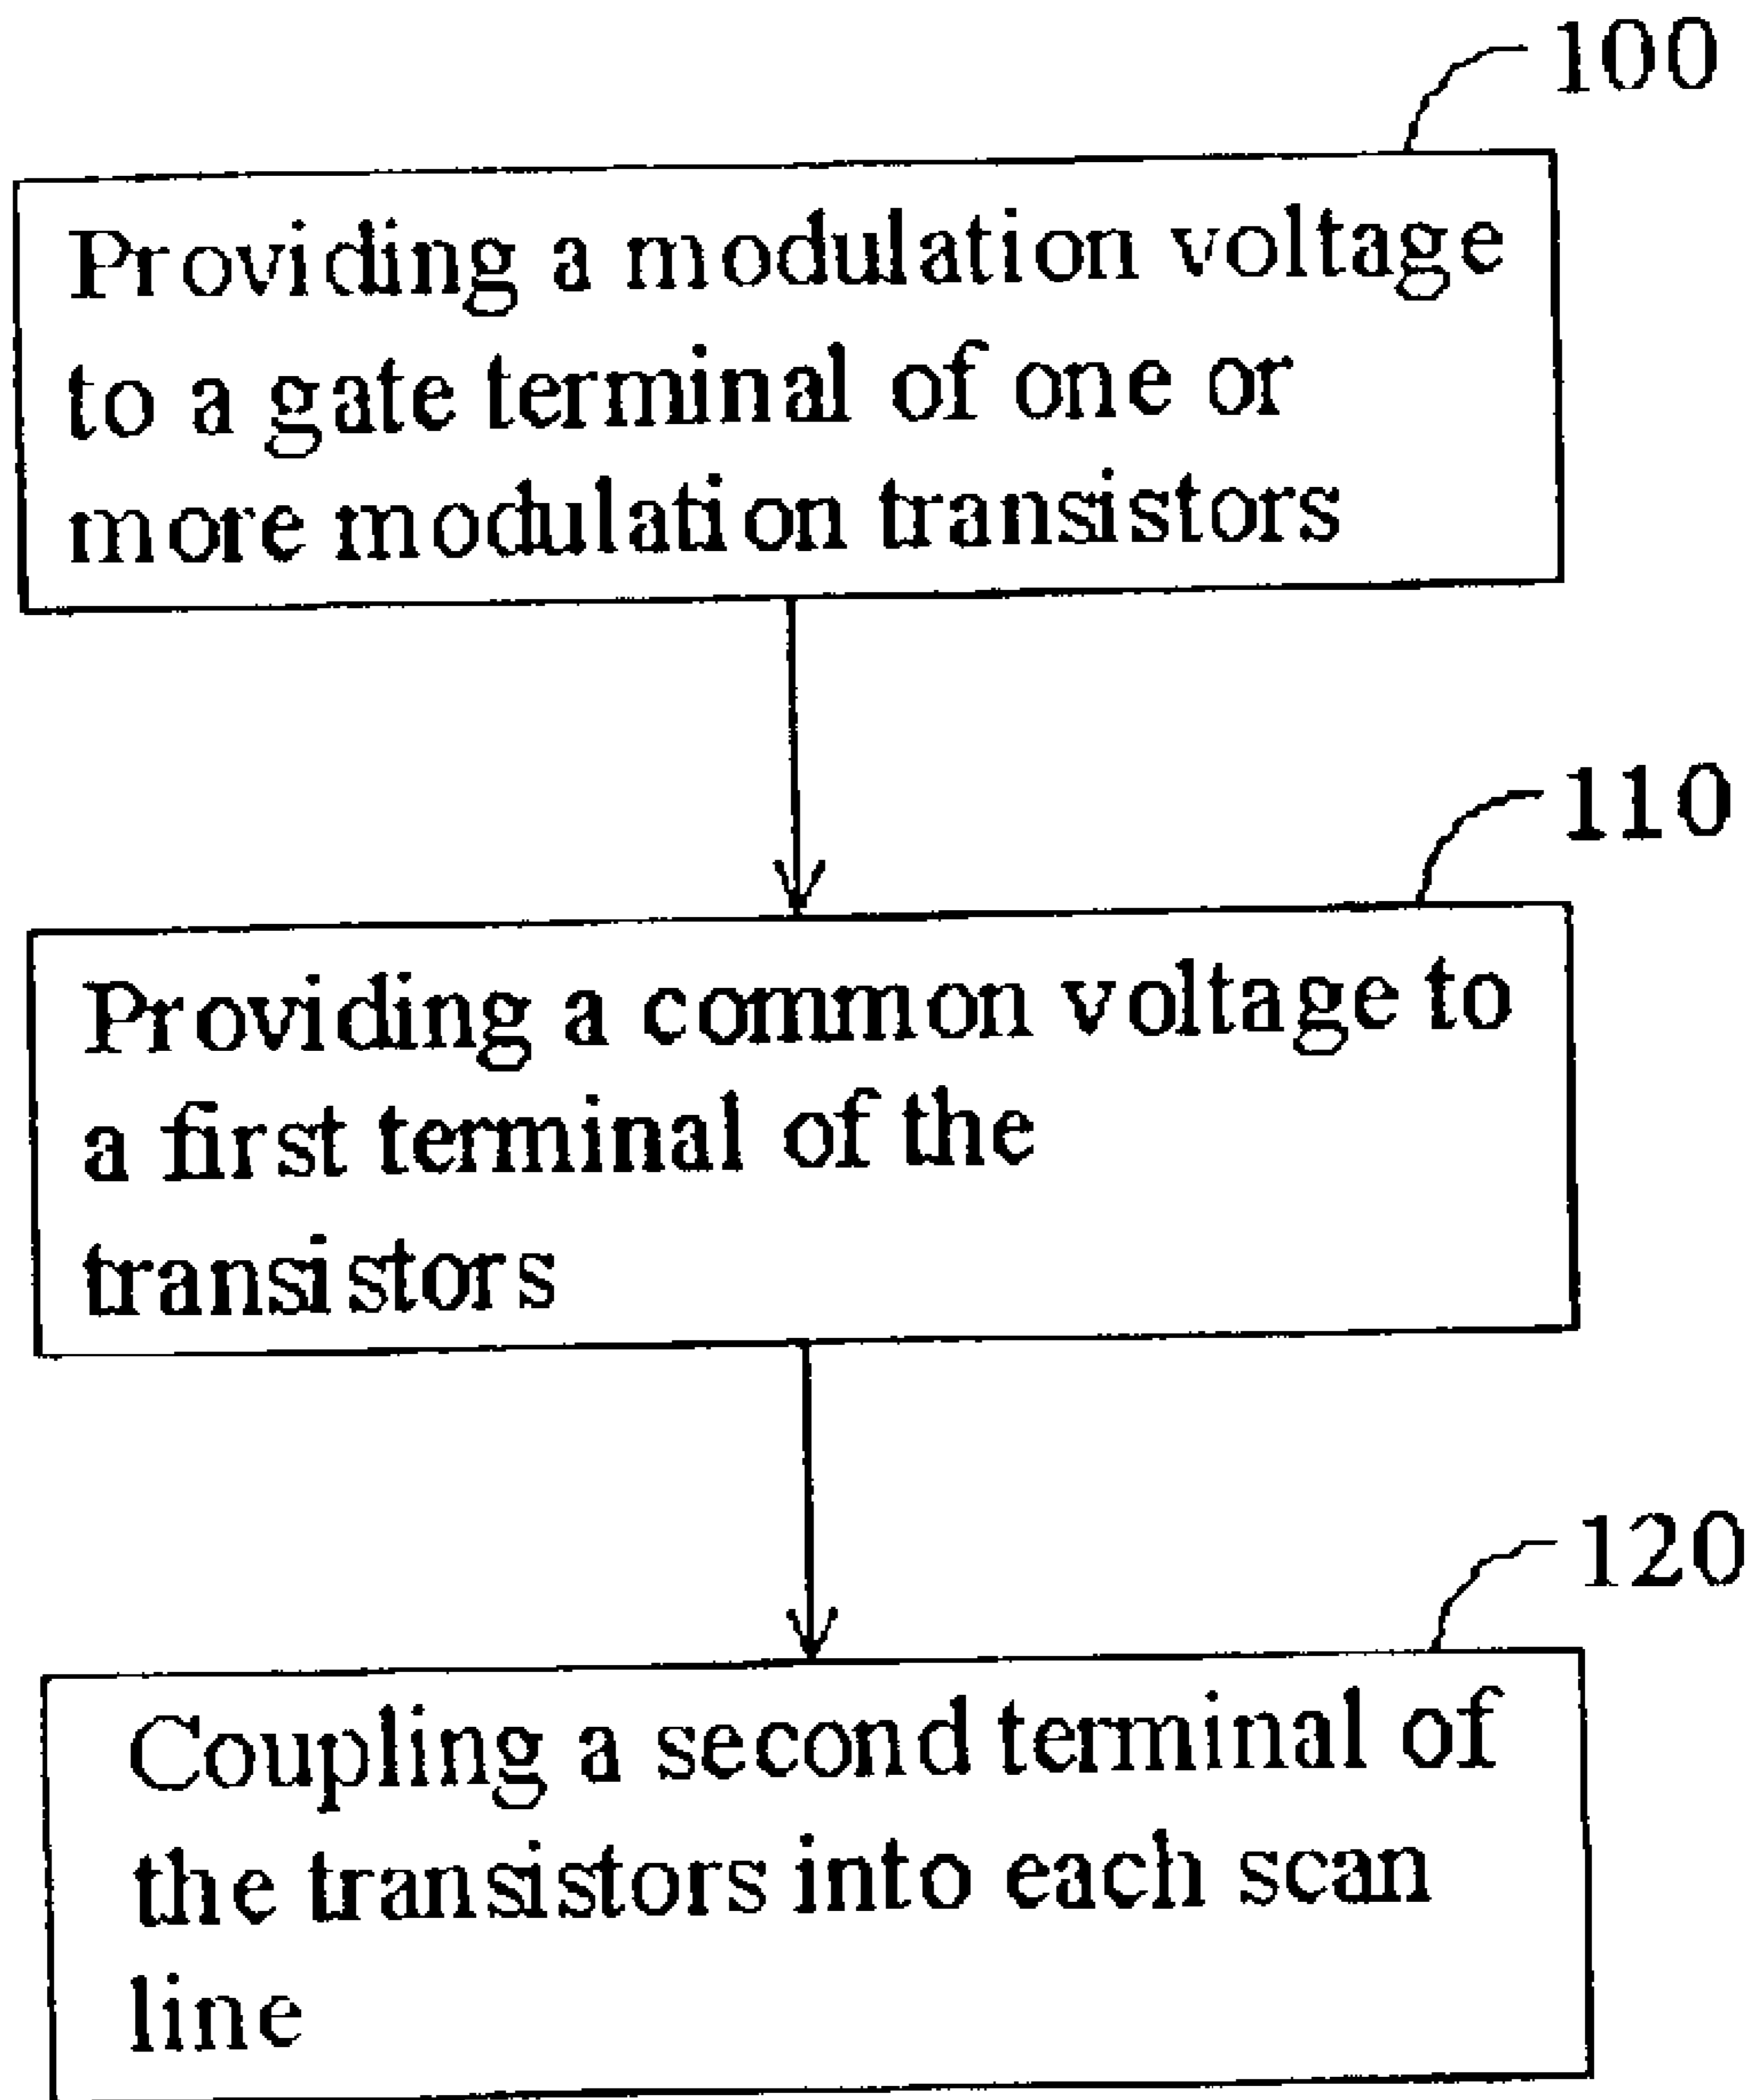 100
Providing a modulation voltage
to a gate terminal of one or
more modulation transistors
110
Providing a common voltage to
a first terminal of the
transistors
120
Coupling a second terminal of
the transistors into each scan
line